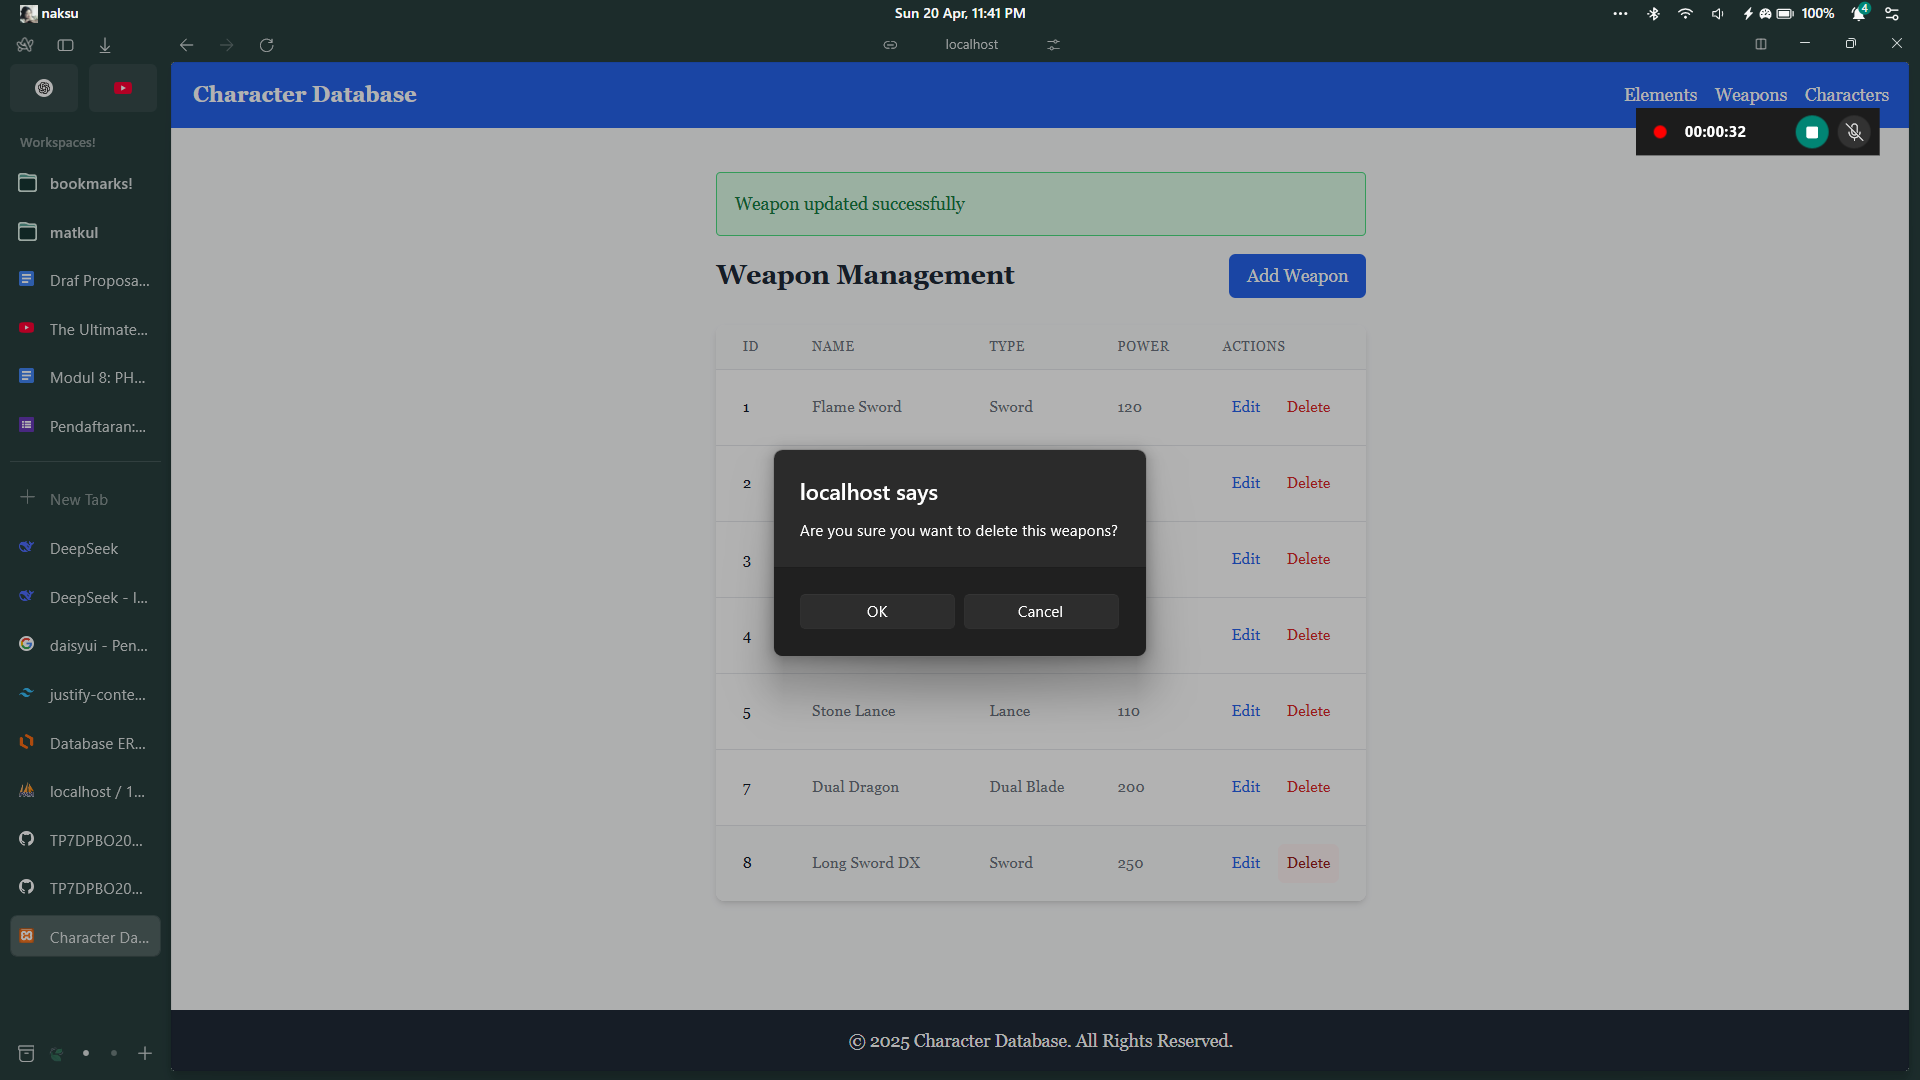 naksu
Sun 20 Apr, 11:41 PM
100%
4
localhost
Workspaces!
bookmarks!
matkul
Draf Proposa...
The Ultimate...
Modul 8: PH...
Pendaftaran:...
New Tab
DeepSeek
DeepSeek - I...
daisyui - Pen...
justify-conte...
Database ER...
localhost / 1...
TP7DPBO20...
TP7DPBO20...
Character Da...
Character Database
Elements Weapons Characters
00:00:32
Weapon updated successfully
Weapon Management
Add Weapon
ID NAME TYPE POWER ACTIONS
1 Flame Sword Sword 120 Edit Delete
2 Edit Delete
3 Edit Delete
4 Edit Delete
5 Stone Lance Lance 110 Edit Delete
7 Dual Dragon Dual Blade 200 Edit Delete
8 Long Sword DX Sword 250 Edit Delete
localhost says
Are you sure you want to delete this weapons?
OK Cancel
© 2025 Character Database. All Rights Reserved.